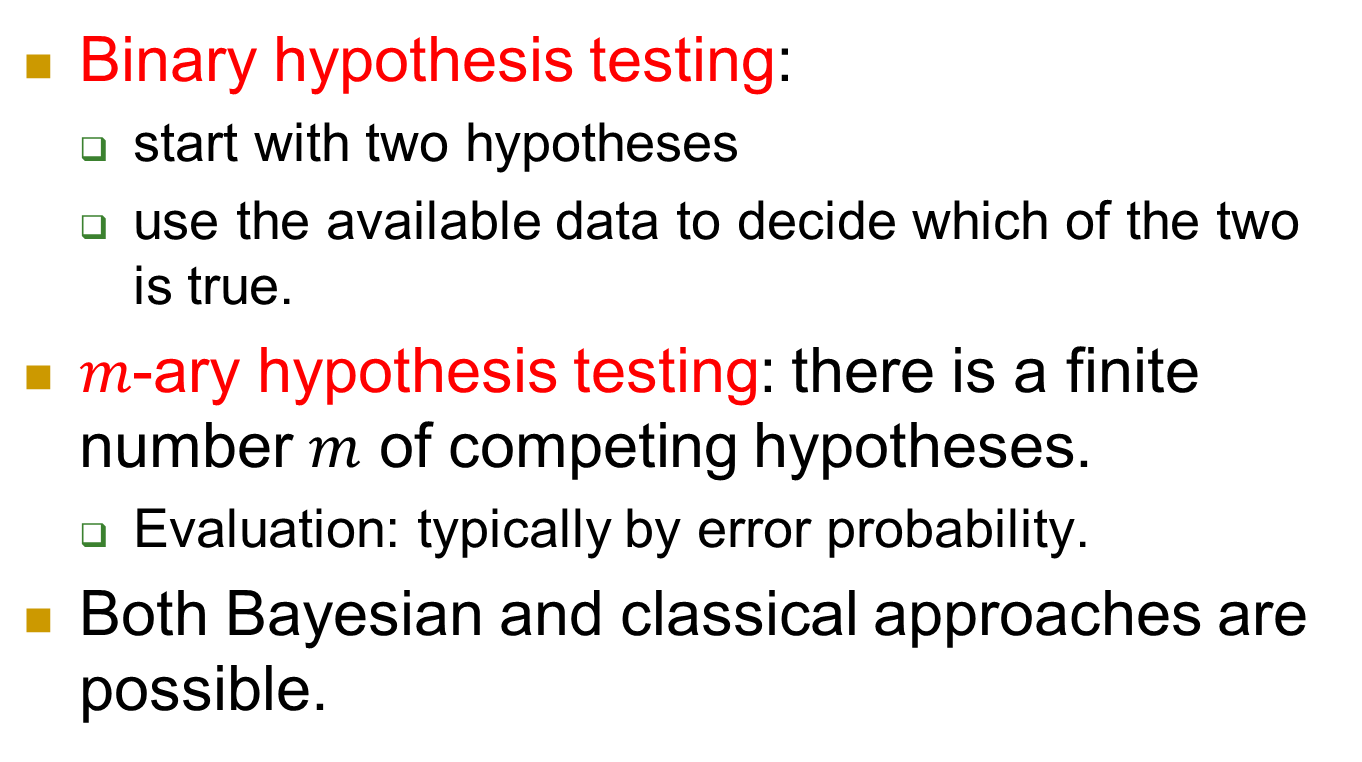 Binary hypothesis testing:
start with two hypotheses
use the available data to decide which of the two
is true.
𝑚-ary hypothesis testing: there is a finite
number 𝑚 of competing hypotheses.
Evaluation: typically by error probability.
Both Bayesian and classical approaches are
possible.